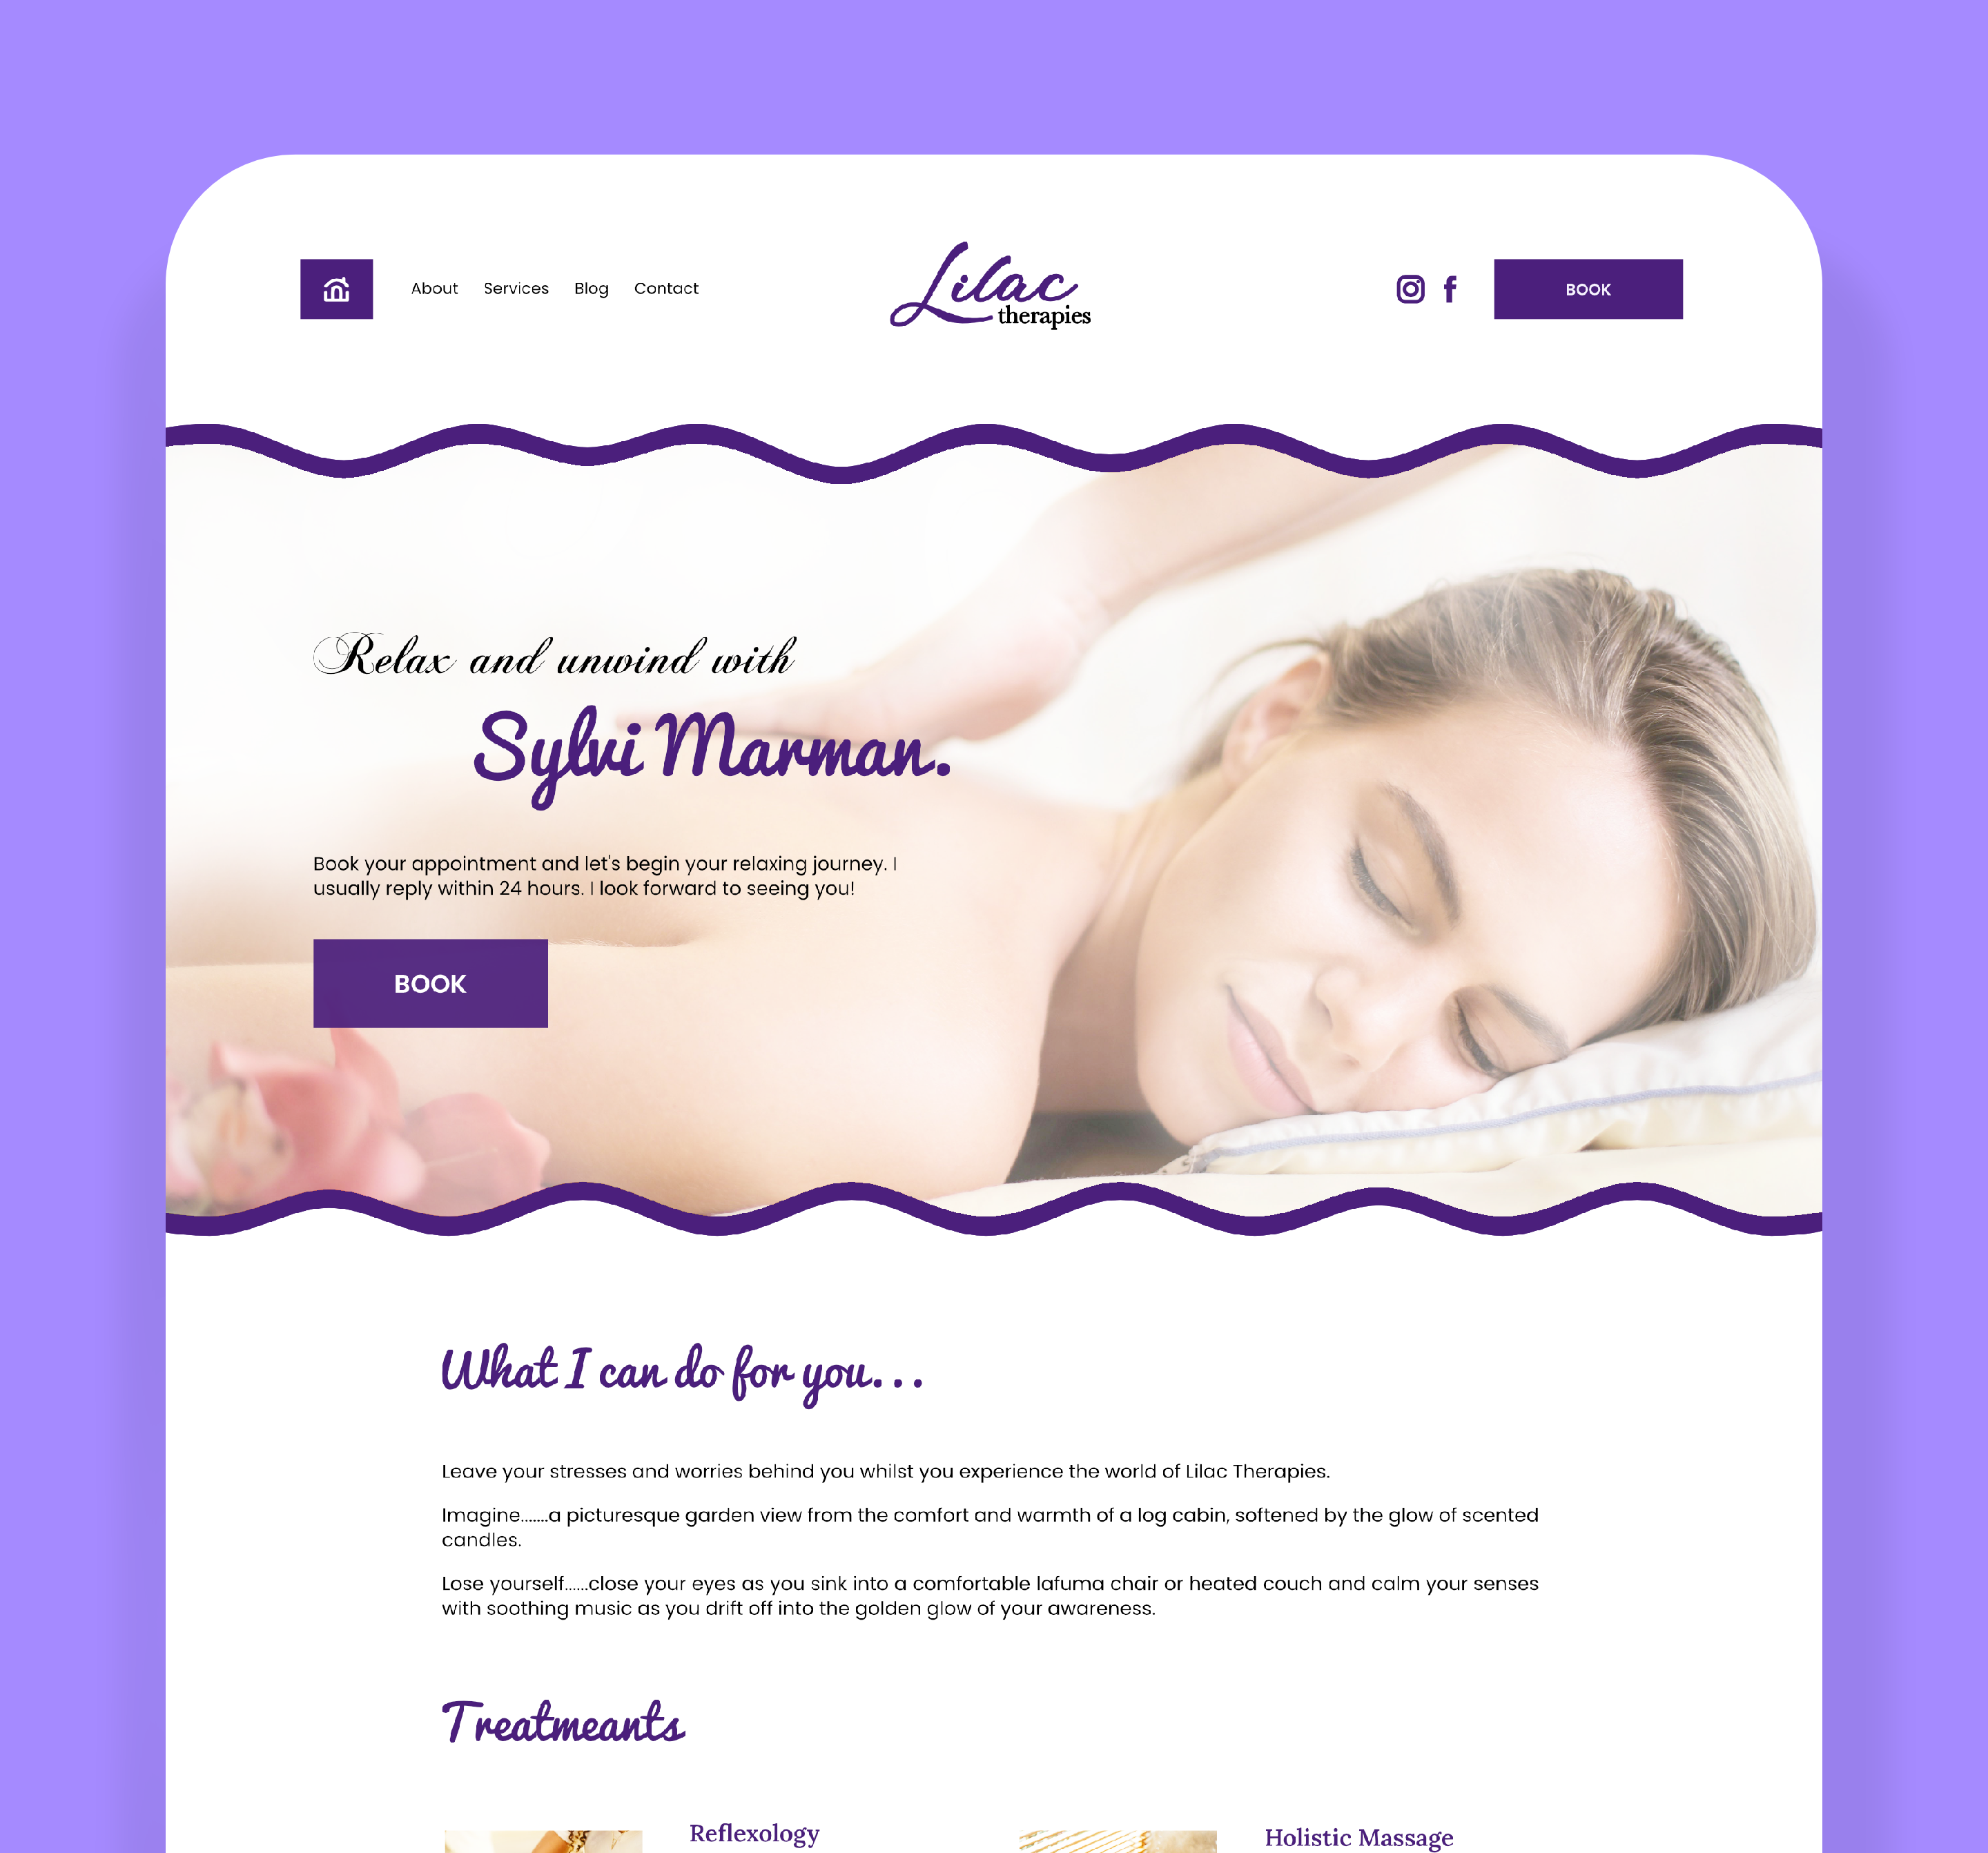 About Services Blog Contact
Lilac
therapies
BOOK
Relax and unwind with
Sylvi Marman.
Book your appointment and let's begin your relaxing journey. I
usually reply within 24 hours. I look forward to seeing you!
BOOK
What I can do for you...
Leave your stresses and worries behind you whilst you experience the world of Lilac Therapies.
Imagine.......a picturesque garden view from the comfort and warmth of a log cabin, softened by the glow of scented
candles.
Lose yourself......close your eyes as you sink into a comfortable lafuma chair or heated couch and calm your senses
with soothing music as you drift off into the golden glow of your awareness.
Treatmeants
Reflexology
Holistic Massage